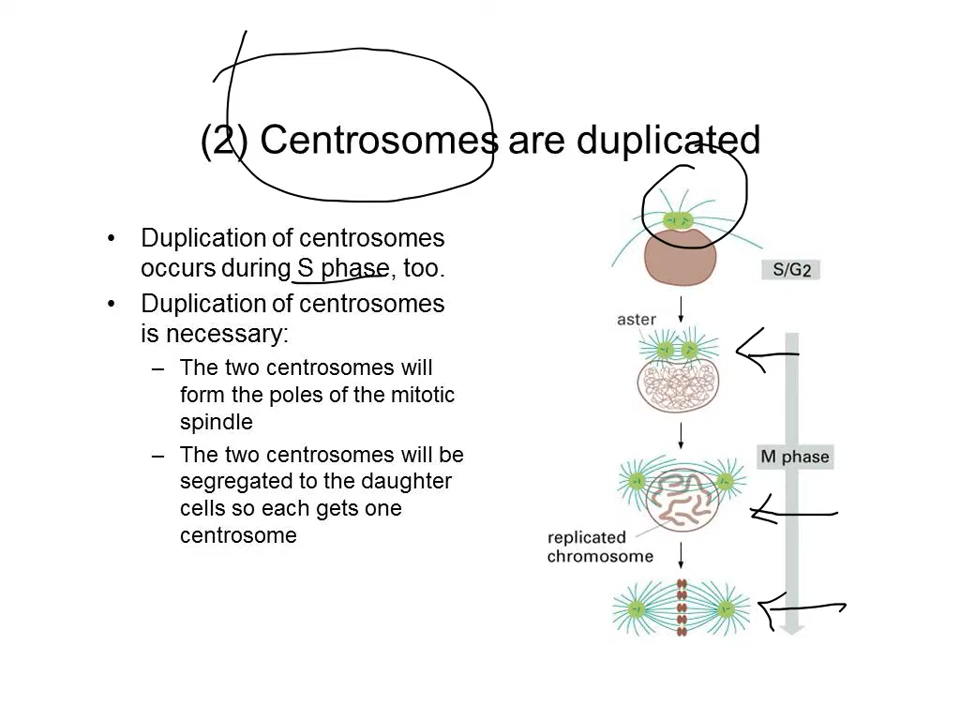 (2) Centrosomes are duplicated
• Duplication of centrosomes
occurs during S phase, too.
• Duplication of centrosomes
is necessary:
– The two centrosomes will
form the poles of the mitotic
spindle
– The two centrosomes will be
segregated to the daughter
cells so each gets one
centrosome
S/G2
aster
M phase
replicated
chromosome